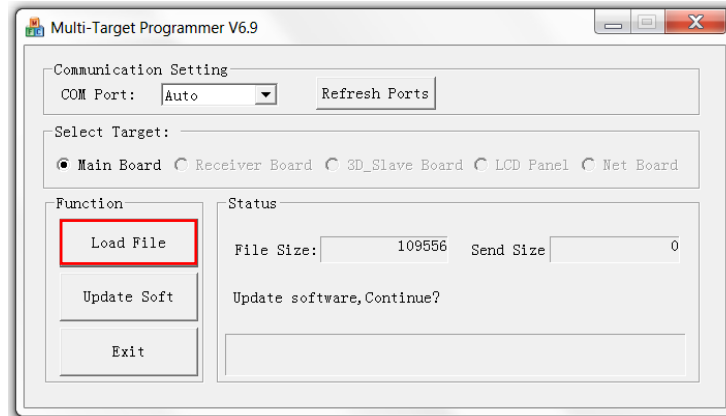 Multi-Target Programmer V6.9
Communication Setting
COM Port: Auto Refresh Ports
Select Target:
Main Board Receiver Board 3D_Slave Board LCD Panel Net Board
Function
Load File
Update Soft
Exit
Status
File Size: 109556 Send Size 0
Update software,Continue?